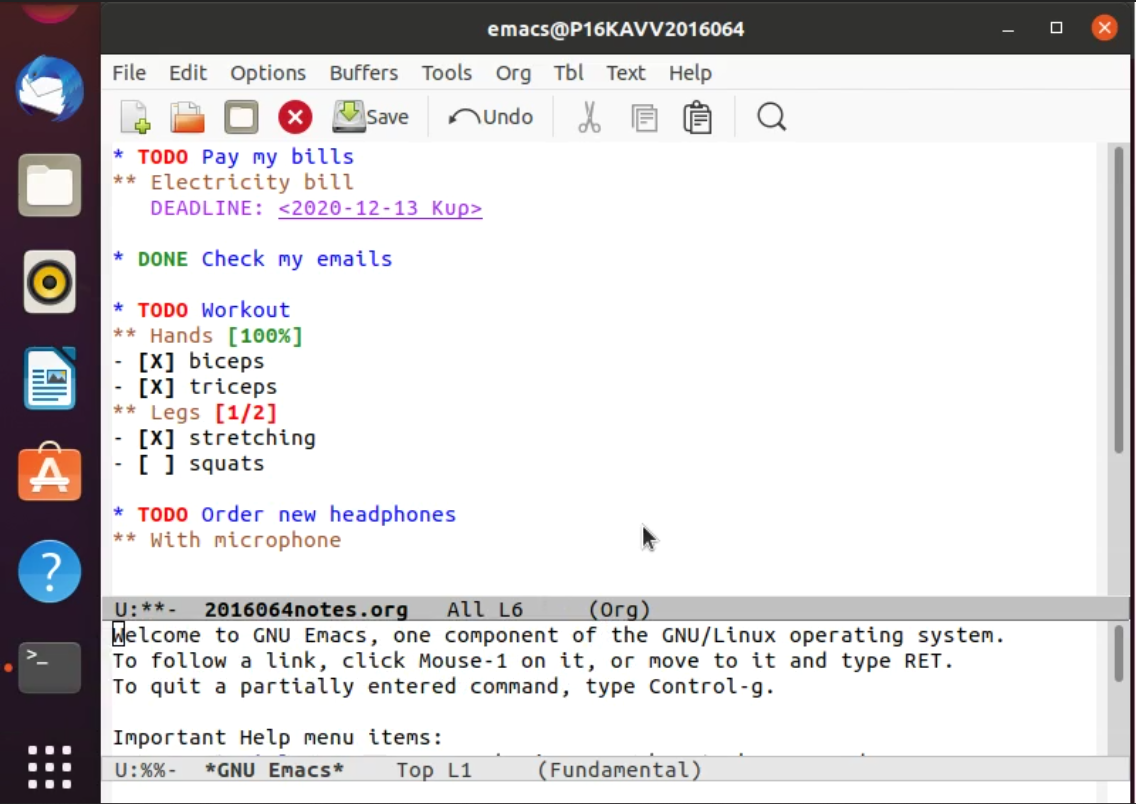 emacs@P16KAVV2016064
File Edit Options Buffers Tools Org Tbl Text Help
Save Undo
* TODO Pay my bills
** Electricity bill
DEADLINE: <2020-12-13 Kup>
* DONE Check my emails
* TODO Workout
** Hands [100%]
- [X] biceps
- [X] triceps
** Legs [1/2]
- [X] stretching
- [ ] squats
* TODO Order new headphones
** With microphone
U:**- 2016064notes.org All L6 (Org)
Welcome to GNU Emacs, one component of the GNU/Linux operating system.
To follow a link, click Mouse-1 on it, or move to it and type RET.
To quit a partially entered command, type Control-g.
Important Help menu items:
U:%%- *GNU Emacs* Top L1 (Fundamental)